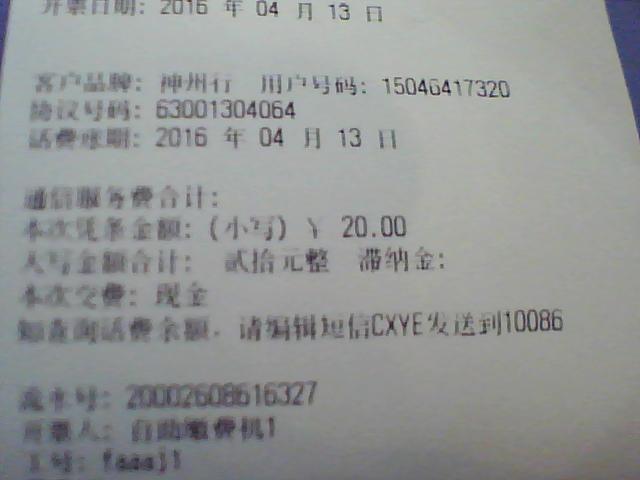 开票日期: 2016 年 04 月 13 日
客户品牌: 神州行 用户号码: 15046417320
协议号码: 63001304064
话费账期: 2016 年 04 月 13 日
通信服务费合计:
本次凭条金额: (小写) ¥ 20.00
大写金额合计: 贰拾元整 滞纳金:
本次交费: 现金
如查询话费余额，请编辑短信CXYE发送到10086
流水号: 20002608616327
开票人: 自助缴费机1
工号: faaaj1